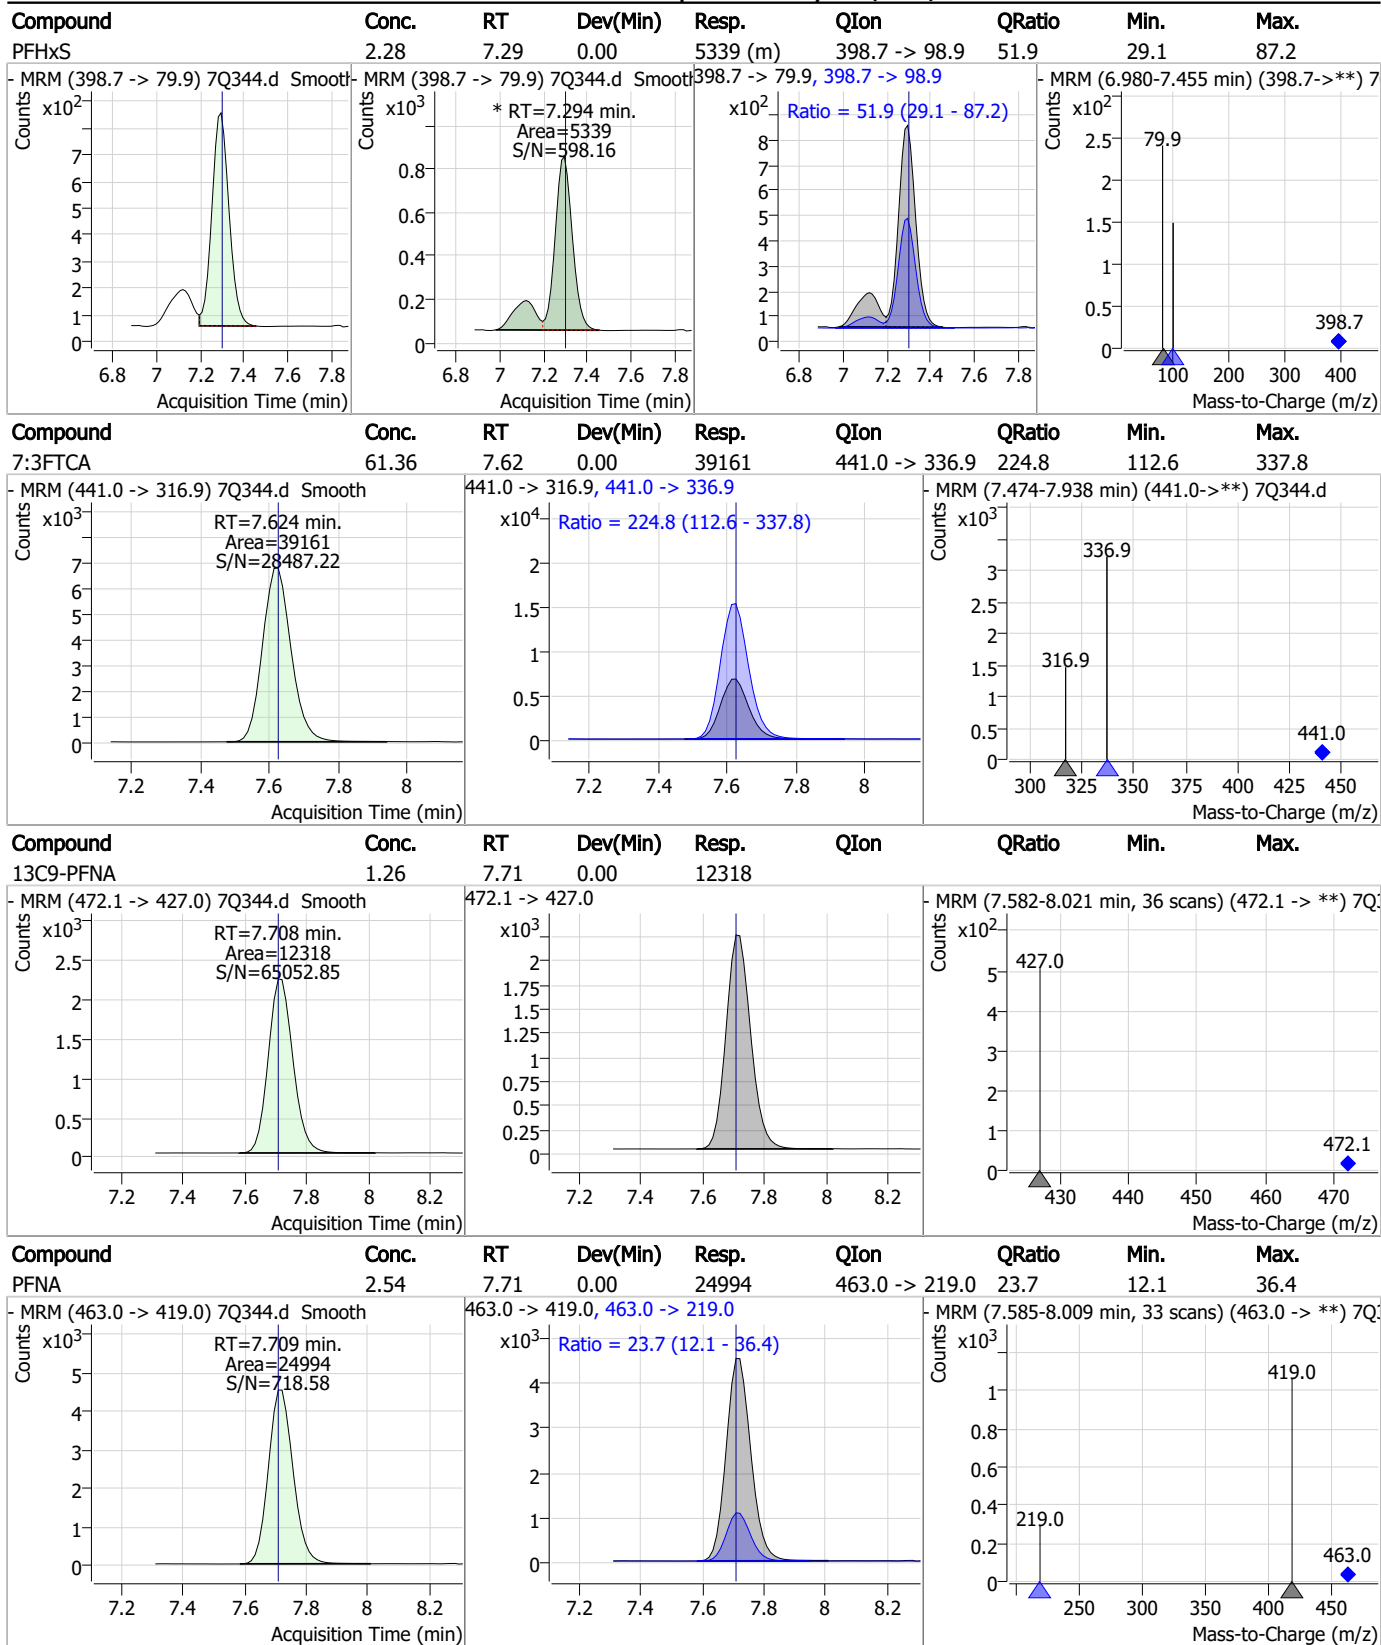 Compound Conc. RT Dev(Min) Resp. QIon QRatio Min. Max.
PFHxS 2.28 7.29 0.00 5339 (m) 398.7 -> 98.9 51.9 29.1 87.2
- MRM (398.7 -> 79.9) 7Q344.d Smooth
Counts
x10²
7
6
5
4
3
2
1
0
6.8 7 7.2 7.4 7.6 7.8
Acquisition Time (min)
- MRM (398.7 -> 79.9) 7Q344.d Smooth
Counts
x10³
* RT=7.294 min.
Area=5339
S/N=598.16
0.8
0.6
0.4
0.2
0
6.8 7 7.2 7.4 7.6 7.8
Acquisition Time (min)
398.7 -> 79.9, 398.7 -> 98.9
x10²
Ratio = 51.9 (29.1 - 87.2)
8
7
6
5
4
3
2
1
0
6.8 7 7.2 7.4 7.6 7.8
- MRM (6.980-7.455 min) (398.7->**) 7
Counts
x10²
2.5
2
1.5
1
0.5
0
79.9
398.7
100 200 300 400
Mass-to-Charge (m/z)
Compound Conc. RT Dev(Min) Resp. QIon QRatio Min. Max.
7:3FTCA 61.36 7.62 0.00 39161 441.0 -> 336.9 224.8 112.6 337.8
- MRM (441.0 -> 316.9) 7Q344.d Smooth
Counts
x10³
RT=7.624 min.
Area=39161
S/N=28487.22
7
6
5
4
3
2
1
0
7.2 7.4 7.6 7.8 8
Acquisition Time (min)
441.0 -> 316.9, 441.0 -> 336.9
x10⁴
Ratio = 224.8 (112.6 - 337.8)
2
1.5
1
0.5
0
7.2 7.4 7.6 7.8 8
- MRM (7.474-7.938 min) (441.0->**) 7Q344.d
Counts
x10³
3
2.5
2
1.5
1
0.5
0
336.9
316.9
441.0
300 325 350 375 400 425 450
Mass-to-Charge (m/z)
Compound Conc. RT Dev(Min) Resp. QIon QRatio Min. Max.
13C9-PFNA 1.26 7.71 0.00 12318
- MRM (472.1 -> 427.0) 7Q344.d Smooth
Counts
x10³
RT=7.708 min.
Area=12318
S/N=65052.85
2.5
2
1.5
1
0.5
0
7.2 7.4 7.6 7.8 8 8.2
Acquisition Time (min)
472.1 -> 427.0
x10³
2
1.75
1.5
1.25
1
0.75
0.5
0.25
0
7.2 7.4 7.6 7.8 8 8.2
- MRM (7.582-8.021 min, 36 scans) (472.1 -> **) 7Q3
Counts
x10²
5
4
3
2
1
0
427.0
472.1
430 440 450 460 470
Mass-to-Charge (m/z)
Compound Conc. RT Dev(Min) Resp. QIon QRatio Min. Max.
PFNA 2.54 7.71 0.00 24994 463.0 -> 219.0 23.7 12.1 36.4
- MRM (463.0 -> 419.0) 7Q344.d Smooth
Counts
x10³
RT=7.709 min.
Area=24994
S/N=718.58
5
4
3
2
1
0
7.2 7.4 7.6 7.8 8 8.2
Acquisition Time (min)
463.0 -> 419.0, 463.0 -> 219.0
x10³
Ratio = 23.7 (12.1 - 36.4)
4
3
2
1
0
7.2 7.4 7.6 7.8 8 8.2
- MRM (7.585-8.009 min, 33 scans) (463.0 -> **) 7Q3
Counts
x10³
1
0.8
0.6
0.4
0.2
0
419.0
219.0
463.0
250 300 350 400 450
Mass-to-Charge (m/z)